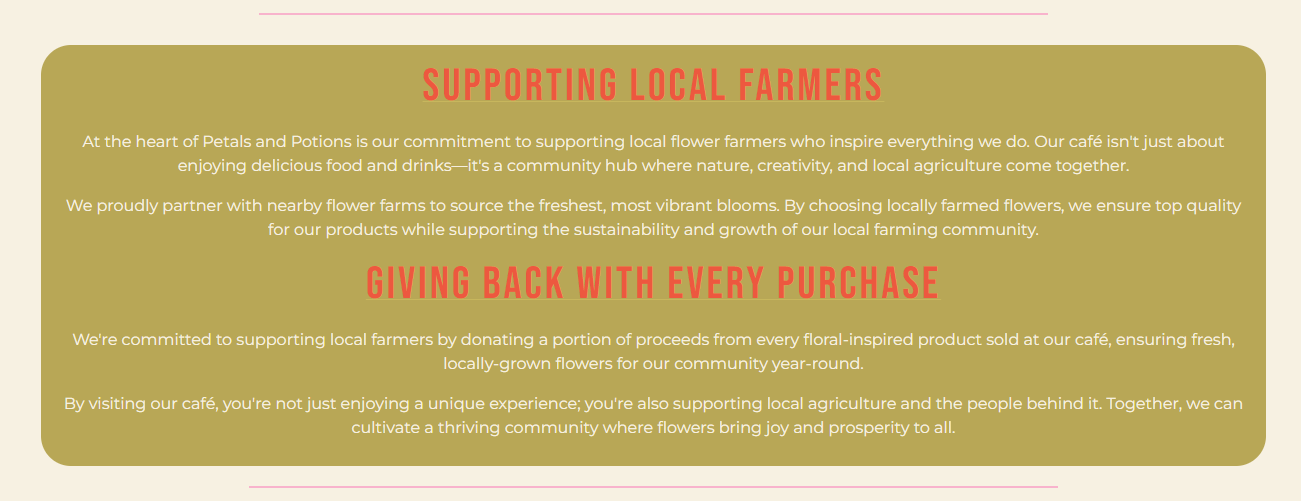 SUPPORTING LOCAL FARMERS
At the heart of Petals and Potions is our commitment to supporting local flower farmers who inspire everything we do. Our café isn't just about
enjoying delicious food and drinks—it's a community hub where nature, creativity, and local agriculture come together.
We proudly partner with nearby flower farms to source the freshest, most vibrant blooms. By choosing locally farmed flowers, we ensure top quality
for our products while supporting the sustainability and growth of our local farming community.
GIVING BACK WITH EVERY PURCHASE
We're committed to supporting local farmers by donating a portion of proceeds from every floral-inspired product sold at our café, ensuring fresh,
locally-grown flowers for our community year-round.
By visiting our café, you're not just enjoying a unique experience; you're also supporting local agriculture and the people behind it. Together, we can
cultivate a thriving community where flowers bring joy and prosperity to all.